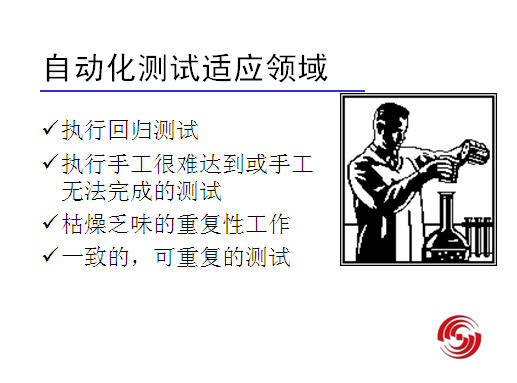 自动化测试适应领域
✓执行回归测试
✓执行手工很难达到或手工
无法完成的测试
✓枯燥乏味的重复性工作
✓一致的，可重复的测试